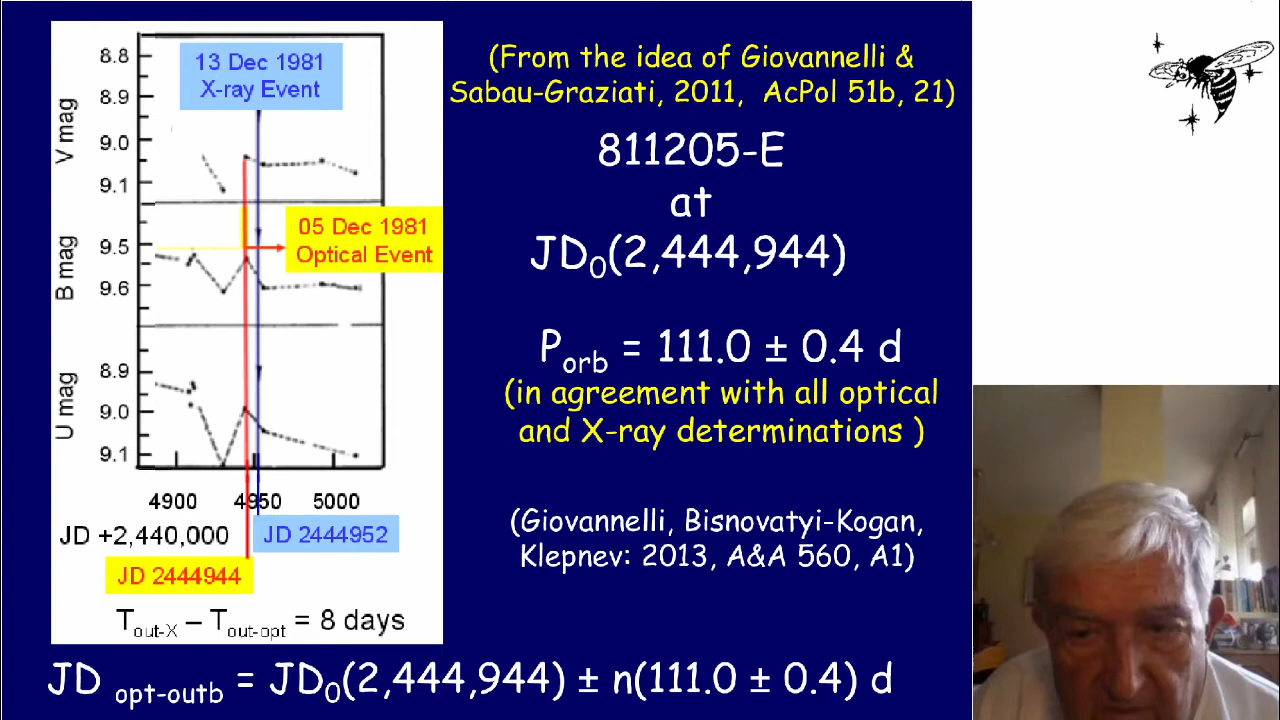 13 Dec 1981
X-ray Event
V mag
8.8
8.9
9.0
9.1
05 Dec 1981
Optical Event
B mag
9.5
9.6
U mag
8.9
9.0
9.1
4900 4950 5000
JD +2,440,000
JD 2444952
JD 2444944
Tout-X – Tout-opt = 8 days
(From the idea of Giovannelli &
Sabau-Graziati, 2011, AcPol 51b, 21)
811205-E
at
JD0(2,444,944)
Porb = 111.0 ± 0.4 d
(in agreement with all optical
and X-ray determinations )
(Giovannelli, Bisnovatyi-Kogan,
Klepnev: 2013, A&A 560, A1)
JD opt-outb = JD0(2,444,944) ± n(111.0 ± 0.4) d